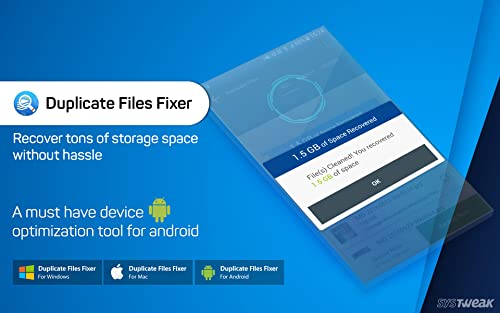 Duplicate Files Fixer
Recover tons of storage space
without hassle
A must have device
optimization tool for android
Duplicate Files Fixer
For Windows
Duplicate Files Fixer
For Mac
Duplicate Files Fixer
For Android
1.5 GB of Space Recovered
File(s) Cleaned! You recovered
1.5 GB of space
OK
SYSTWEAK